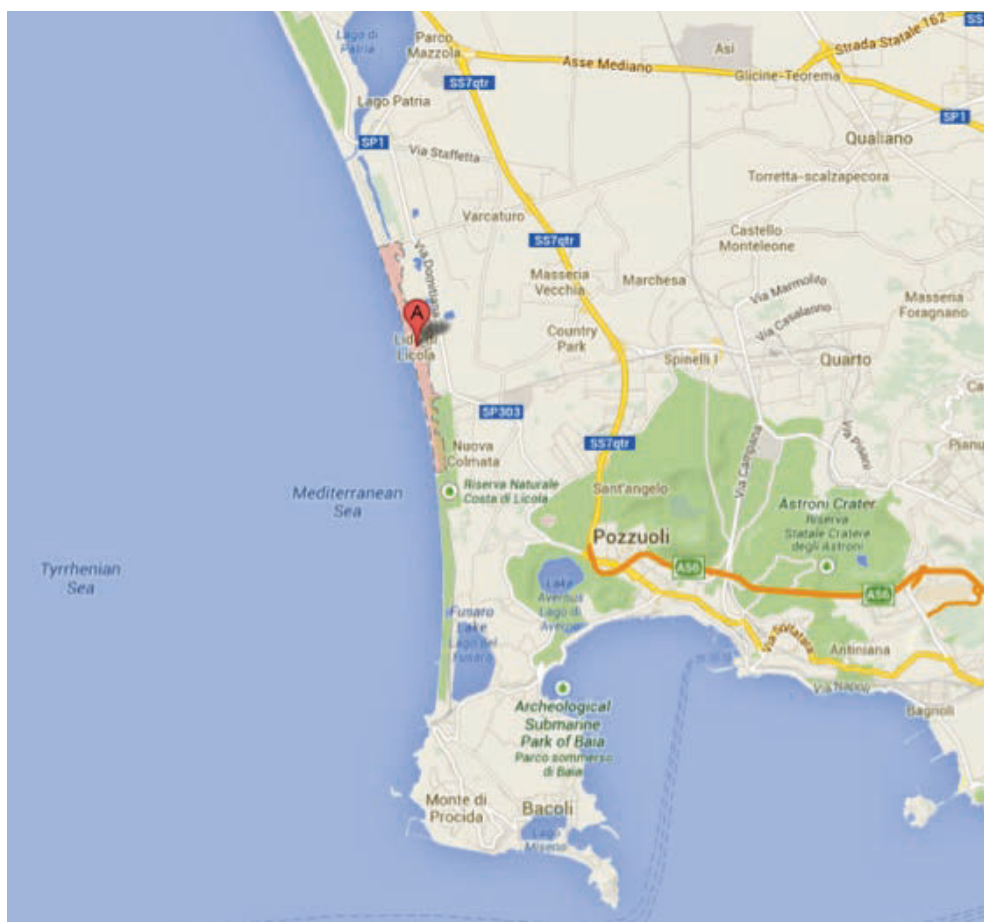 Lago di
Patria
Parco
Mazzola
Asi
Strada Statale 162
Asse Mediano
Glicine-Teorema
SS7qtr
Lago Patria
SP1
SP1
Qualiano
Via Staffetta
Torretta-scalzapecora
Varcaturo
Castello
Monteleone
SS7qtr
Via Domitiana
Masseria
Vecchia
Marchesa
Via Marmolito
Masseria
Foragnano
A
Via Casalanno
Country
Park
Licola
Spinelli I
Quarto
SP303
SS7qtr
Via Campana
Via Pisani
Nuova
Colmata
Mediterranean
Sea
Riserva Naturale
Costa di Licola
Sant'angelo
Astroni Crater
Riserva
Statale Cratere
degli Astroni
Pozzuoli
Tyrrhenian
Sea
A56
A56
Lake
Avernus
Lago di
Averno
Fusaro
Lake
Lago del
Fusaro
Via Solfatara
Antiniana
Via Napoli
Bagnoli
Archeological
Submarine
Park of Baia
Parco sommerso
di Baia
Monte di
Procida
Bacoli
Lago
Miseno